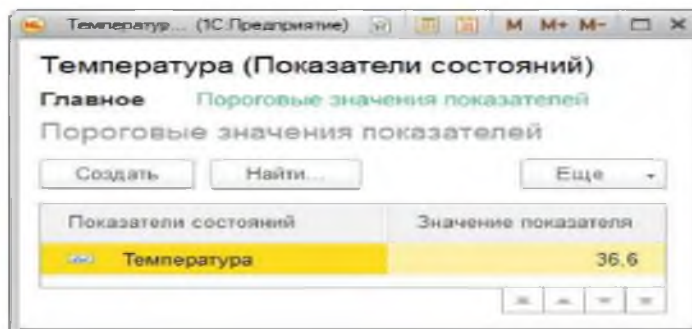 Температур... (1С:Предприятие) M M+ M-
Температура (Показатели состояний)
Главное Пороговые значения показателей
Пороговые значения показателей
Создать Найти... Еще
Показатели состояний Значение показателя
Температура 36,6